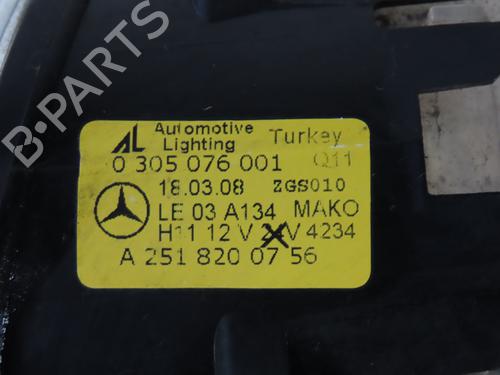 B-PARTS
AL Automotive Lighting Turkey
0 305 076 001 Q11
18.03.08 ZGS010
LE 03 A134 MAKO
H11 12 V 24V 4234
A 251 820 07 56